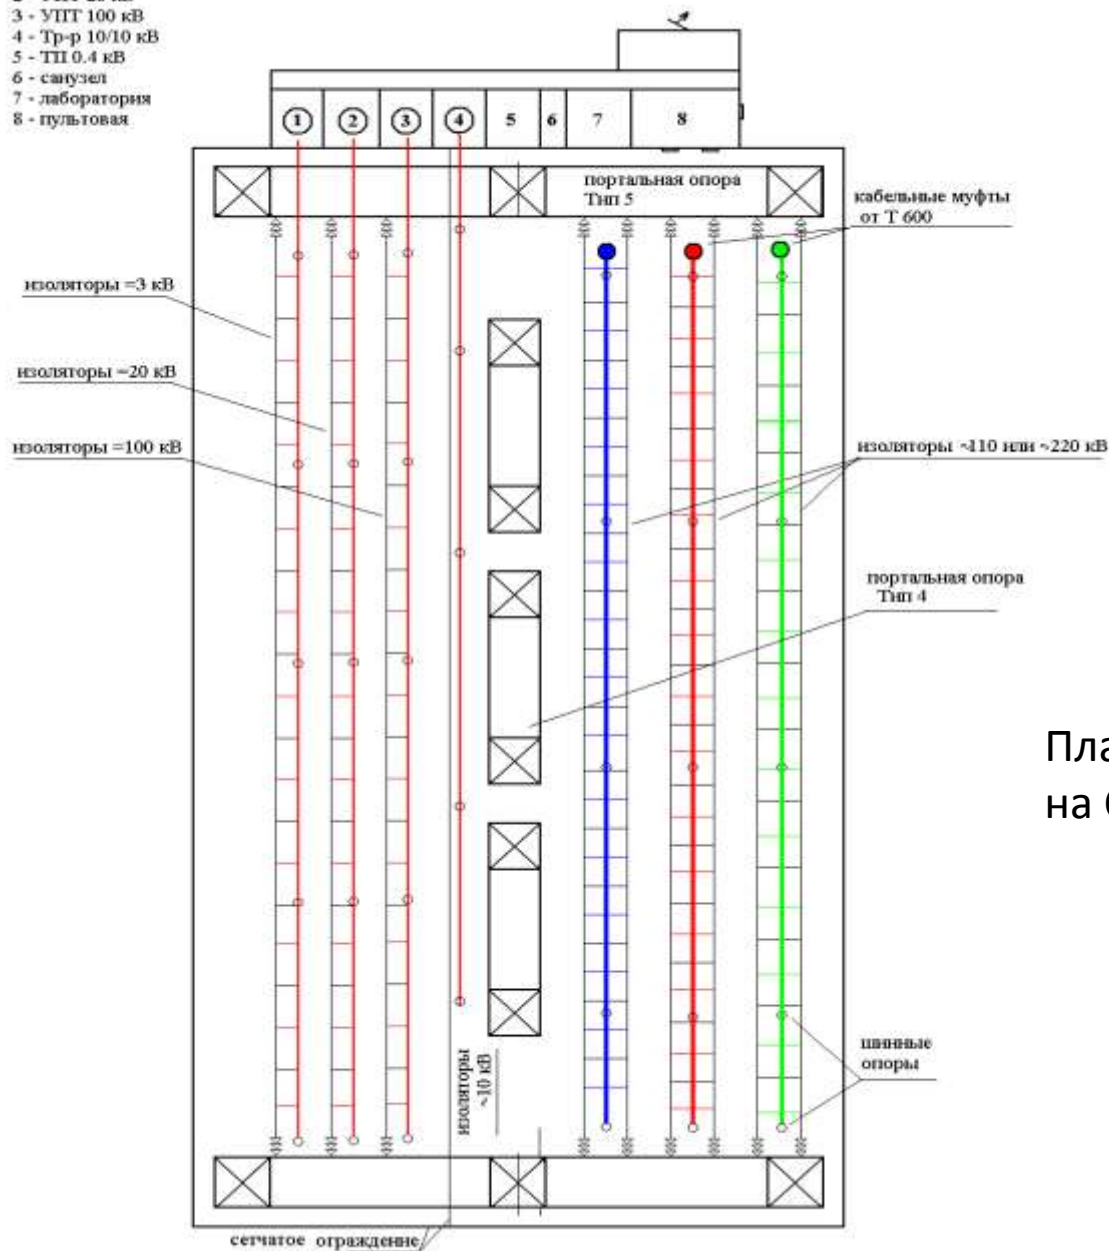 3 - УПТ 100 кВ
4 - Тр-р 10/10 кВ
5 - ТП 0.4 кВ
6 - санузел
7 - лаборатория
8 - пультовая
1
2
3
4
5
6
7
8
портальная опора
Тип 5
кабельные муфты
от Т 600
изоляторы =3 кВ
изоляторы =20 кВ
изоляторы =100 кВ
изоляторы ~110 или ~220 кВ
портальная опора
Тип 4
Пла
на
шинные
опоры
изоляторы
~10 кВ
сетчатое ограждение